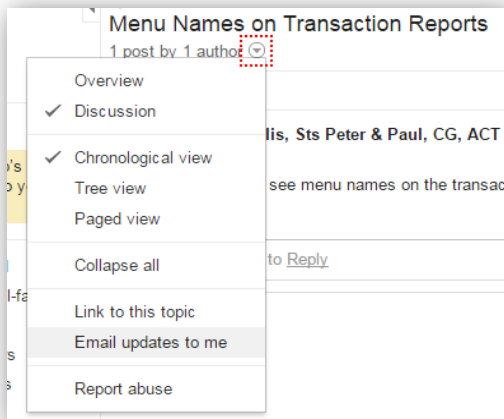 Menu Names on Transaction Reports
1 post by 1 author
Overview
Discussion
lis, Sts Peter & Paul, CG, ACT
Chronological view
Tree view
see menu names on the transac
Paged view
Collapse all
to Reply
Link to this topic
Email updates to me
Report abuse